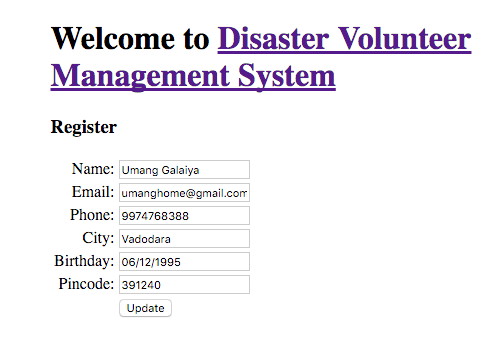 Welcome to Disaster Volunteer
Management System
Register
Name: Umang Galaiya
Email: umanghome@gmail.com
Phone: 9974768388
City: Vadodara
Birthday: 06/12/1995
Pincode: 391240
Update